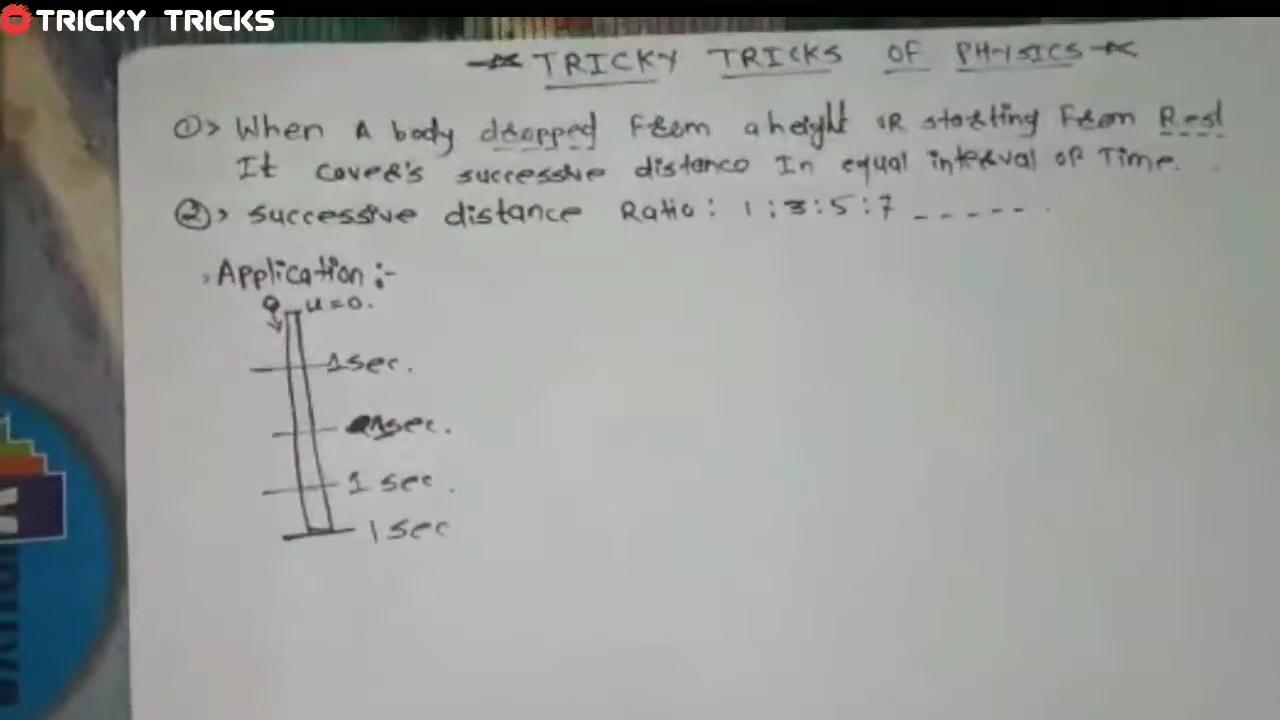 TRICKY TRICKS
TRICKY TRICKS OF PHYSICS
1> When A body dropped From a height OR starting From Rest
It cover's successive distance In equal interval of Time.
2> Successive distance Ratio: 1:3:5:7 -----.
Application:-
u=0.
1sec.
1sec.
1 sec.
1 sec